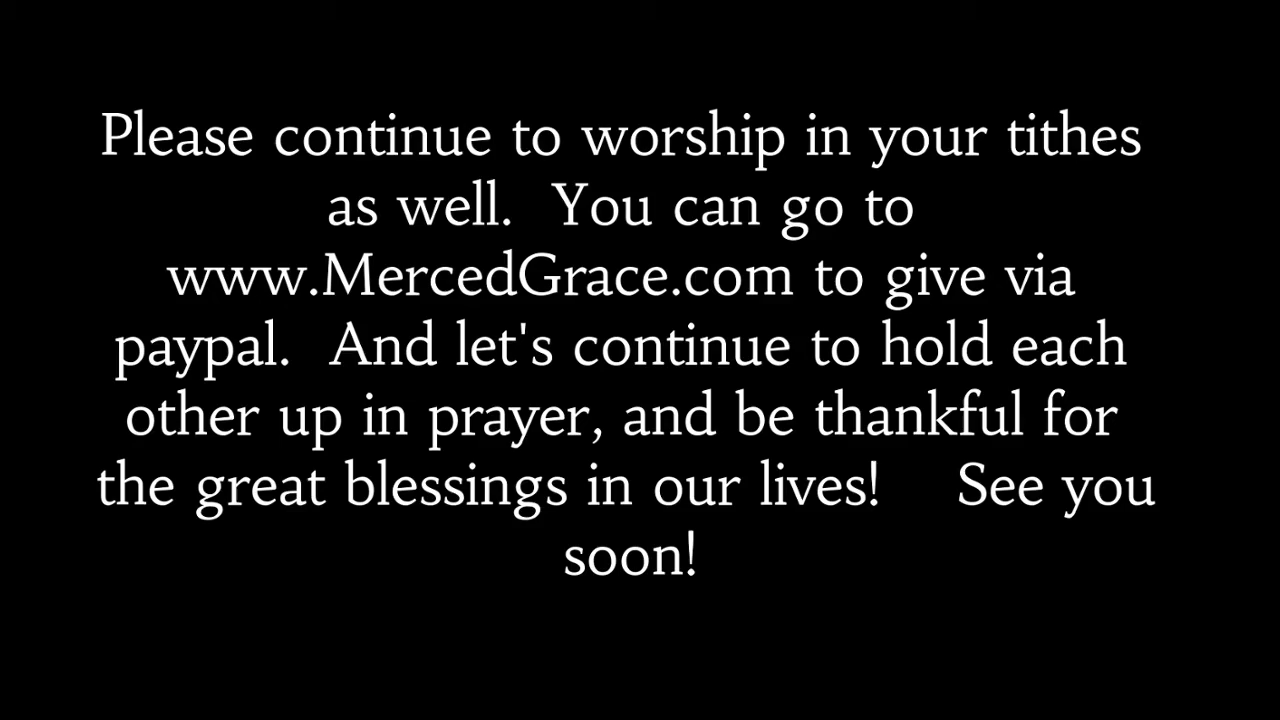 Please continue to worship in your tithes
as well.  You can go to
www.MercedGrace.com to give via
paypal.  And let's continue to hold each
other up in prayer, and be thankful for
the great blessings in our lives!    See you
soon!